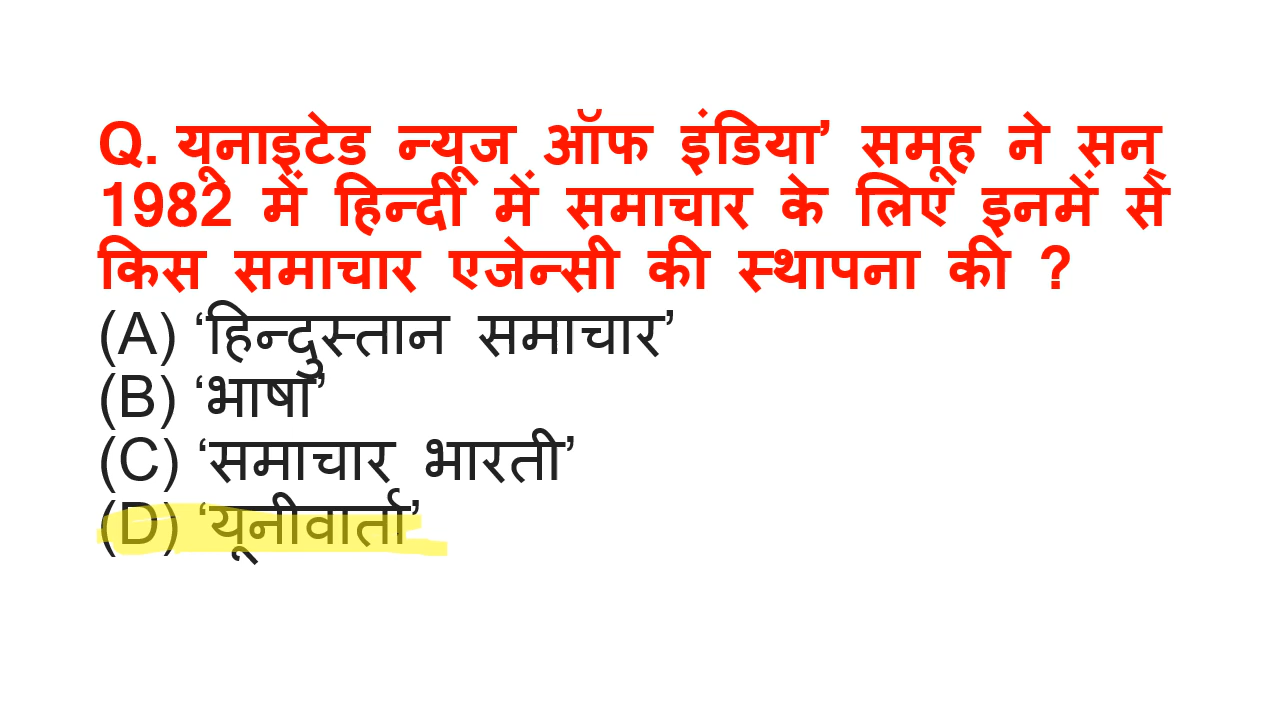 Q. यूनाइटेड न्यूज ऑफ इंडिया’ समूह ने सन्
1982 में हिन्दी में समाचार के लिए इनमें से
किस समाचार एजेन्सी की स्थापना की ?
(A) ‘हिन्दुस्तान समाचार’
(B) ‘भाषा’
(C) ‘समाचार भारती’
(D) ‘यूनीवार्ता’